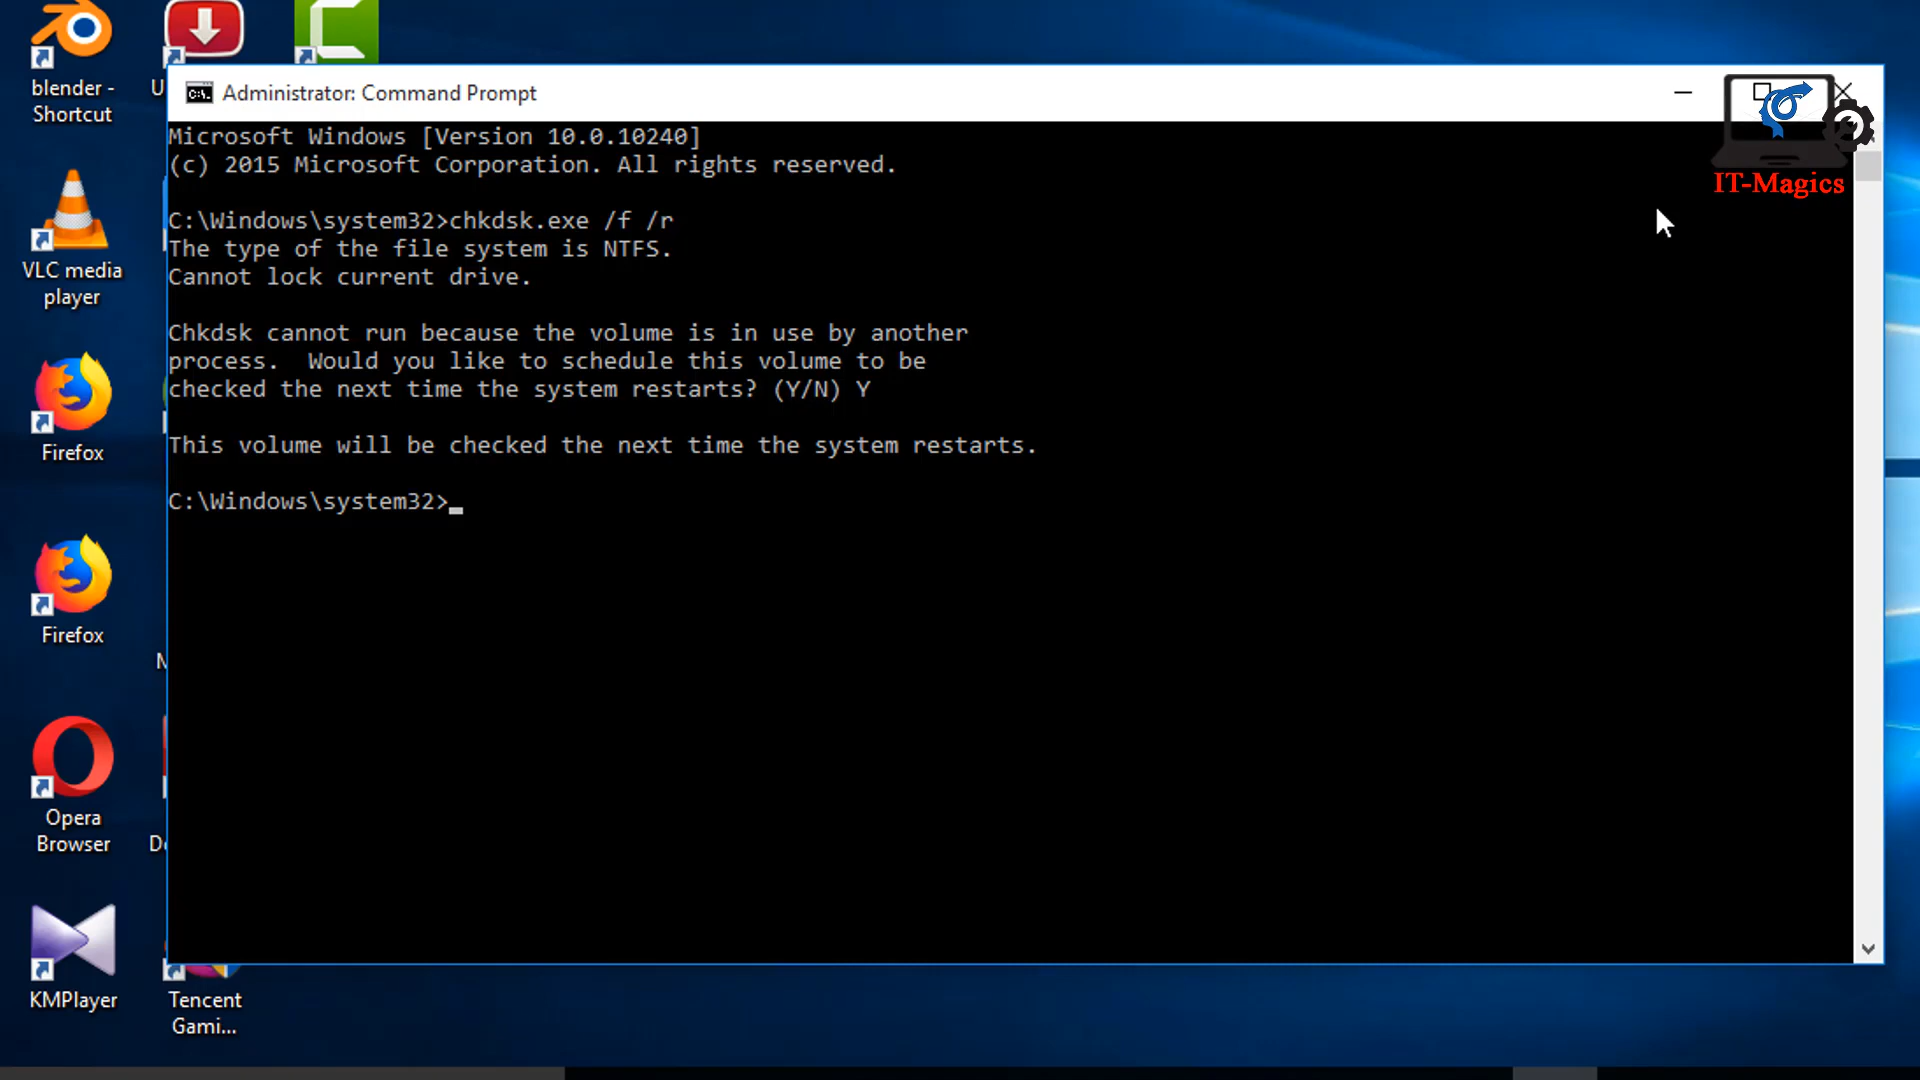 blender -
Shortcut
U
VLC media
player
Firefox
Firefox
M
Opera
Browser
KMPlayer
Tencent
Gami...
Administrator: Command Prompt
Microsoft Windows [Version 10.0.10240]
(c) 2015 Microsoft Corporation. All rights reserved.
C:\Windows\system32>chkdsk.exe /f /r
The type of the file system is NTFS.
Cannot lock current drive.
Chkdsk cannot run because the volume is in use by another
process.  Would you like to schedule this volume to be
checked the next time the system restarts? (Y/N) Y
This volume will be checked the next time the system restarts.
C:\Windows\system32>
IT-Magics